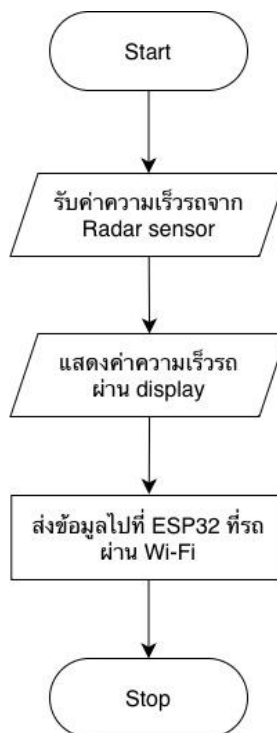 Start
รับค่าความเร็วรถจาก
Radar sensor
แสดงค่าความเร็วรถ
ผ่าน display
ส่งข้อมูลไปที่ ESP32 ที่รถ
ผ่าน Wi-Fi
Stop